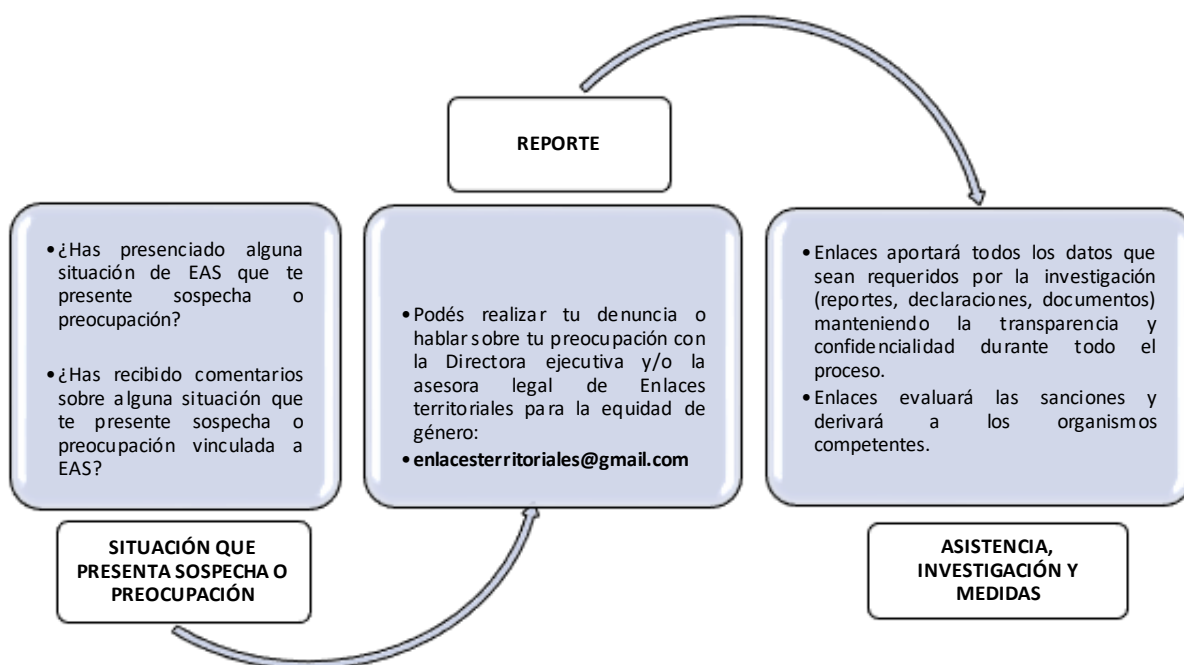 REPORTE
•¿Has presenciado alguna
situación de EAS que te
presente sospecha o
preocupación?
•¿Has recibido comentarios
sobre alguna situación que
te presente sospecha o
preocupación vinculada a
EAS?
SITUACIÓN QUE
PRESENTA SOSPECHA O
PREOCUPACIÓN
•Podés realizar tu denuncia o
hablar sobre tu preocupación con
la Directora ejecutiva y/o la
asesora legal de Enlaces
territoriales para la equidad de
género:
•enlacesterritoriales@gmail.com
•Enlaces aportará todos los datos que
sean requeridos por la investigación
(reportes, declaraciones, documentos)
manteniendo la transparencia y
confidencialidad durante todo el
proceso.
•Enlaces evaluará las sanciones y
derivará a los organismos
competentes.
ASISTENCIA,
INVESTIGACIÓN Y
MEDIDAS